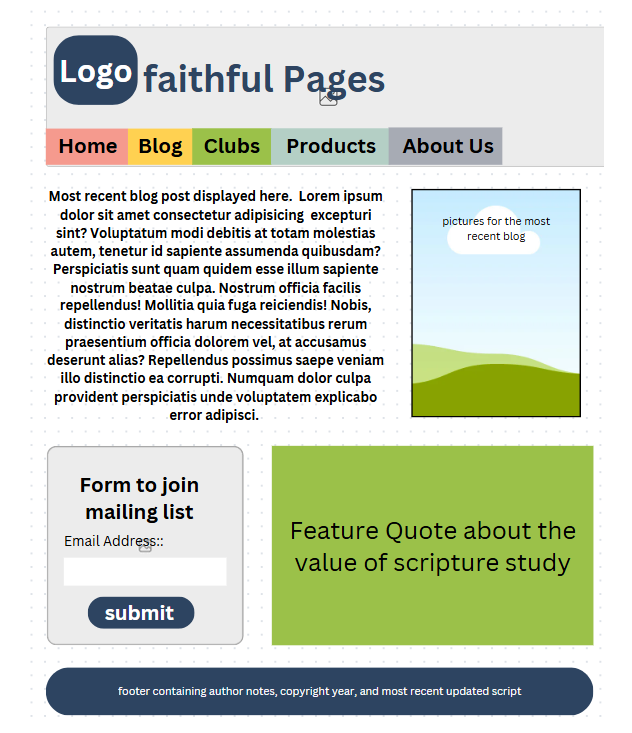 Logo
faithful Pages
Home Blog Clubs Products About Us
Most recent blog post displayed here. Lorem ipsum
dolor sit amet consectetur adipisicing excepturi
sint? Voluptatum modi debitis at totam molestias
autem, tenetur id sapiente assumenda quibusdam?
Perspiciatis sunt quam quidem esse illum sapiente
nostrum beatae culpa. Nostrum officia facilis
repellendus! Mollitia quia fuga reiciendis! Nobis,
distinctio veritatis harum necessitatibus rerum
praesentium officia dolorem vel, at accusamus
deserunt alias? Repellendus possimus saepe veniam
illo distinctio ea corrupti. Numquam dolor culpa
provident perspiciatis unde voluptatem explicabo
error adipisci.
pictures for the most
recent blog
Form to join
mailing list
Email Address::
submit
Feature Quote about the
value of scripture study
footer containing author notes, copyright year, and most recent updated script